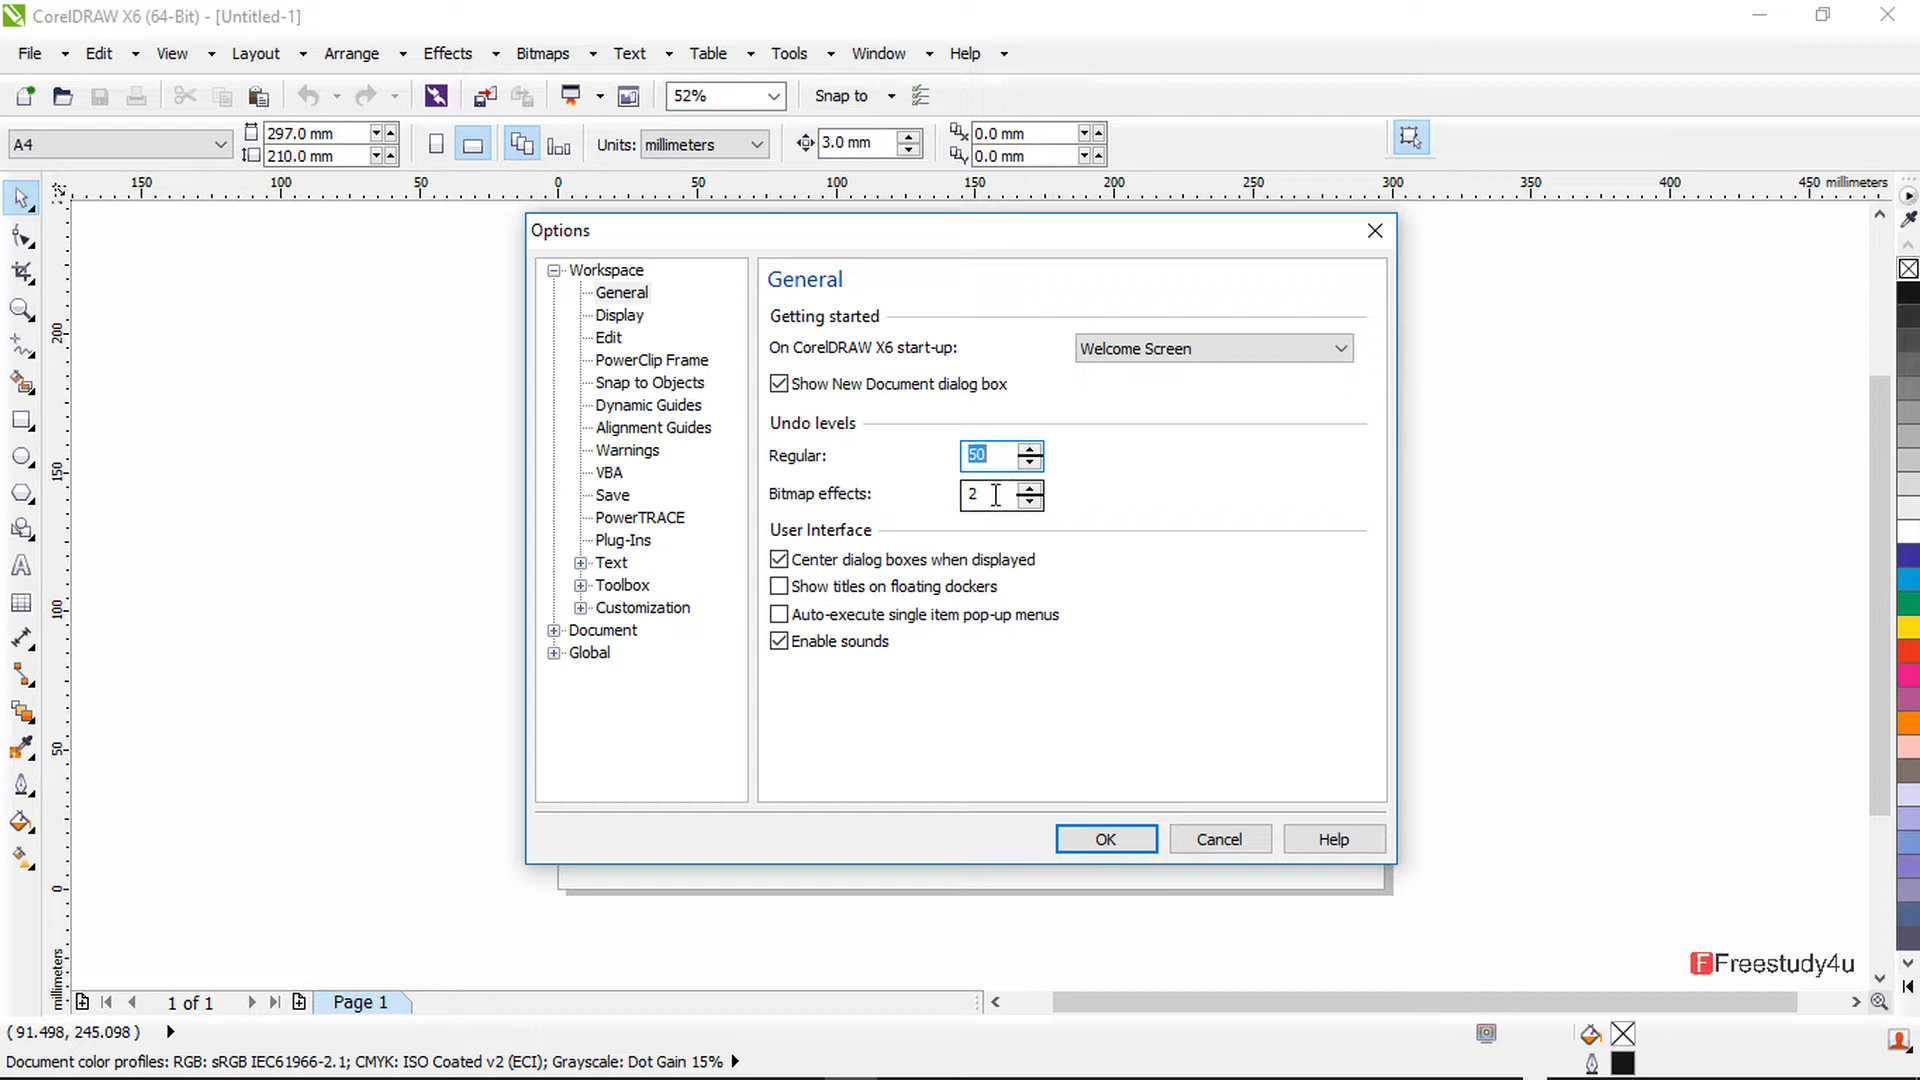 CorelDRAW X6 (64-Bit) - [Untitled-1]
File Edit View Layout Arrange Effects Bitmaps Text Table Tools Window Help
52% Snap to
A4 297.0 mm 210.0 mm Units: millimeters 3.0 mm 0.0 mm 0.0 mm
150 100 50 0 50 100 150 200 250 300 350 400 450 millimeters
200
150
100
50
0
millimeters
Options
Workspace
General
Display
Edit
PowerClip Frame
Snap to Objects
Dynamic Guides
Alignment Guides
Warnings
VBA
Save
PowerTRACE
Plug-Ins
Text
Toolbox
Customization
Document
Global
General
Getting started
On CorelDRAW X6 start-up: Welcome Screen
Show New Document dialog box
Undo levels
Regular: 50
Bitmap effects: 2
User Interface
Center dialog boxes when displayed
Show titles on floating dockers
Auto-execute single item pop-up menus
Enable sounds
OK Cancel Help
F Freestudy4u
1 of 1 Page 1
( 91.498, 245.098 )
Document color profiles: RGB: sRGB IEC61966-2.1; CMYK: ISO Coated v2 (ECI); Grayscale: Dot Gain 15%